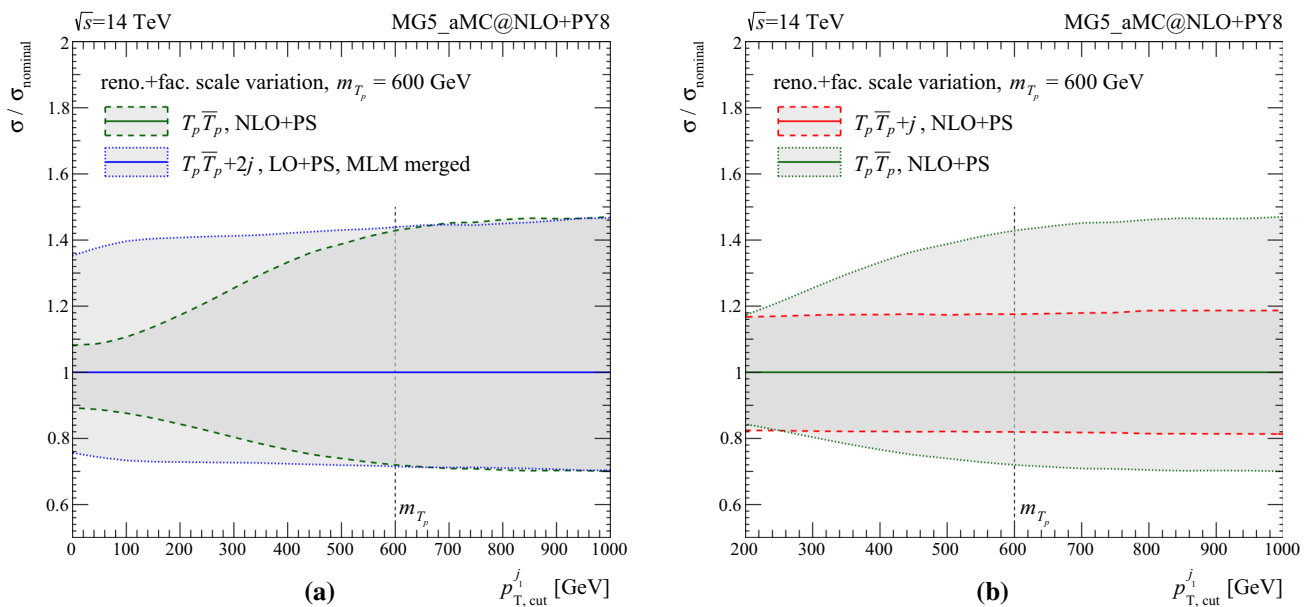 √s=14 TeV MG5_aMC@NLO+PY8
σ / σ_nominal
2
1.8
1.6
1.4
1.2
1
0.8
0.6
reno.+fac. scale variation, m_{T_p} = 600 GeV
T_p T̅_p , NLO+PS
T_p T̅_p +2j , LO+PS, MLM merged
m_{T_p}
0 100 200 300 400 500 600 700 800 900 1000
(a)
p_{T, cut}^{j_1} [GeV]
√s=14 TeV MG5_aMC@NLO+PY8
σ / σ_nominal
2
1.8
1.6
1.4
1.2
1
0.8
0.6
reno.+fac. scale variation, m_{T_p} = 600 GeV
T_p T̅_p +j , NLO+PS
T_p T̅_p , NLO+PS
m_{T_p}
200 300 400 500 600 700 800 900 1000
(b)
p_{T, cut}^{j_1} [GeV]